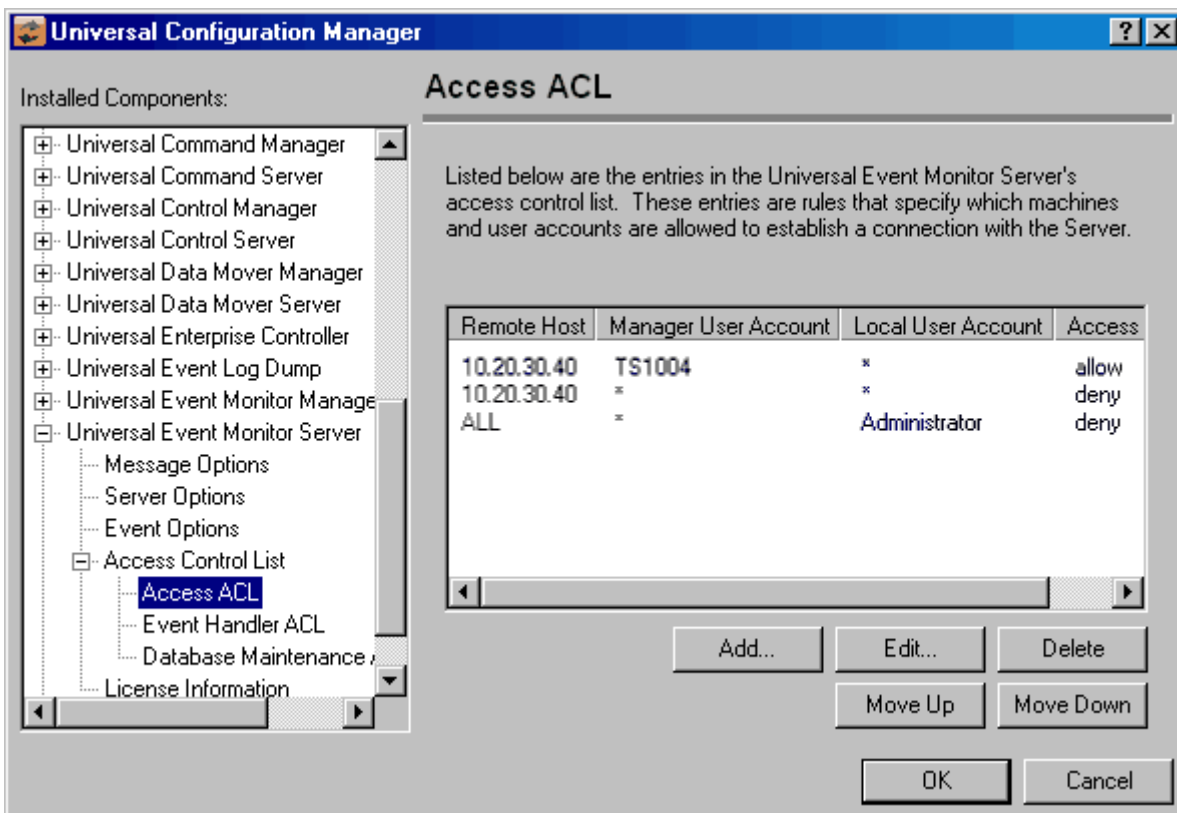 Universal Configuration Manager
Installed Components:
Universal Command Manager
Universal Command Server
Universal Control Manager
Universal Control Server
Universal Data Mover Manager
Universal Data Mover Server
Universal Enterprise Controller
Universal Event Log Dump
Universal Event Monitor Manage
Universal Event Monitor Server
Message Options
Server Options
Event Options
Access Control List
Access ACL
Event Handler ACL
Database Maintenance
License Information
Access ACL
Listed below are the entries in the Universal Event Monitor Server's
access control list. These entries are rules that specify which machines
and user accounts are allowed to establish a connection with the Server.
Remote Host Manager User Account Local User Account Access
10.20.30.40 TS1004 * allow
10.20.30.40 * * deny
ALL * Administrator deny
Add... Edit... Delete
Move Up Move Down
OK Cancel